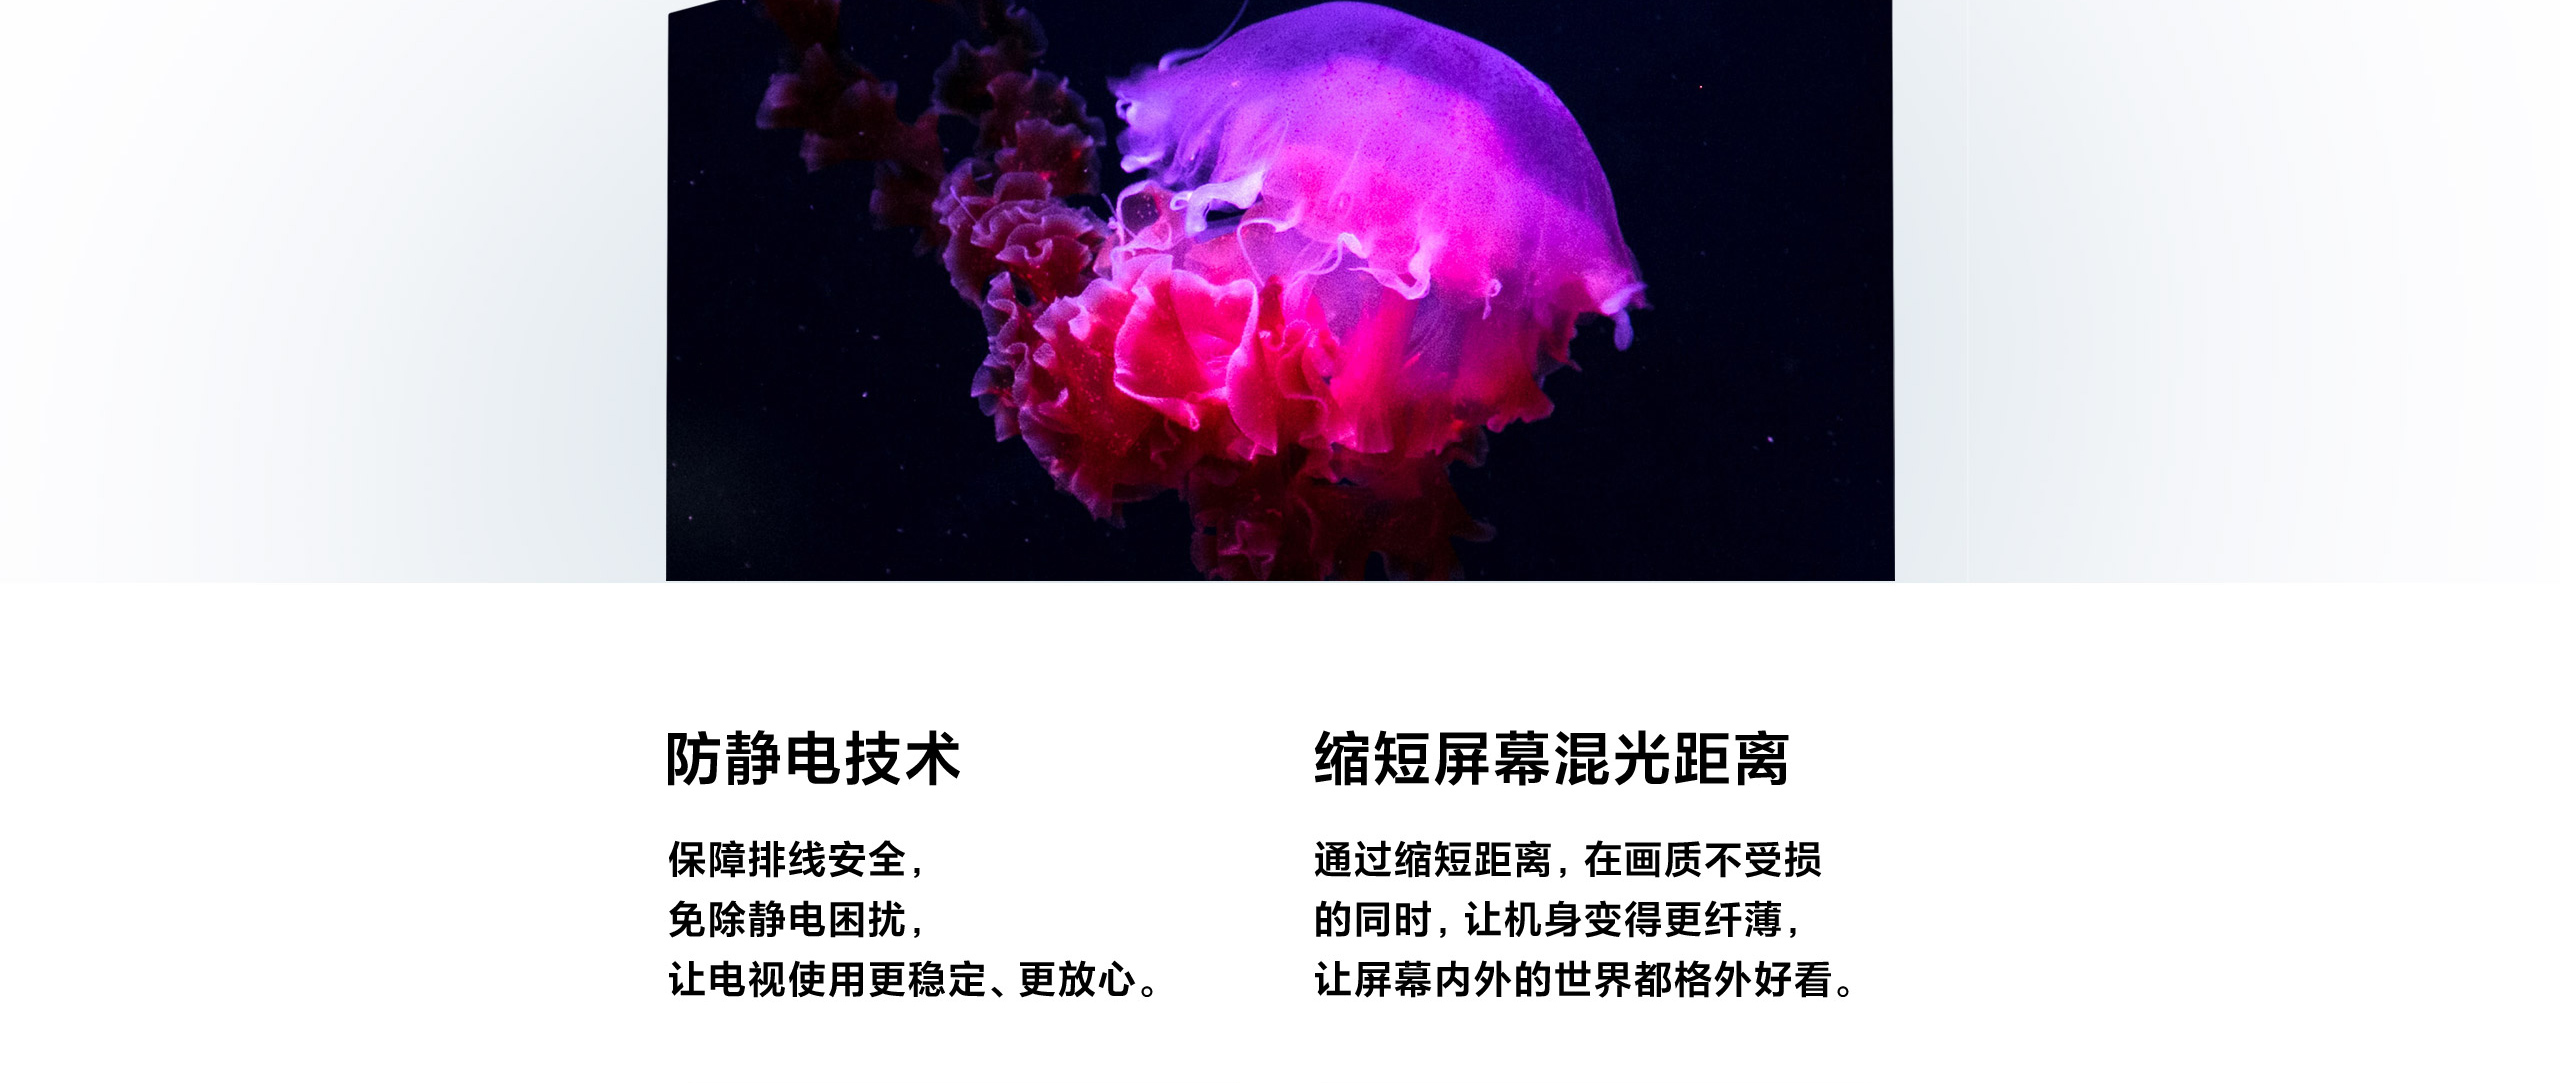 防静电技术
保障排线安全，
免除静电困扰，
让电视使用更稳定、更放心。
缩短屏幕混光距离
通过缩短距离，在画质不受损
的同时，让机身变得更纤薄，
让屏幕内外的世界都格外好看。